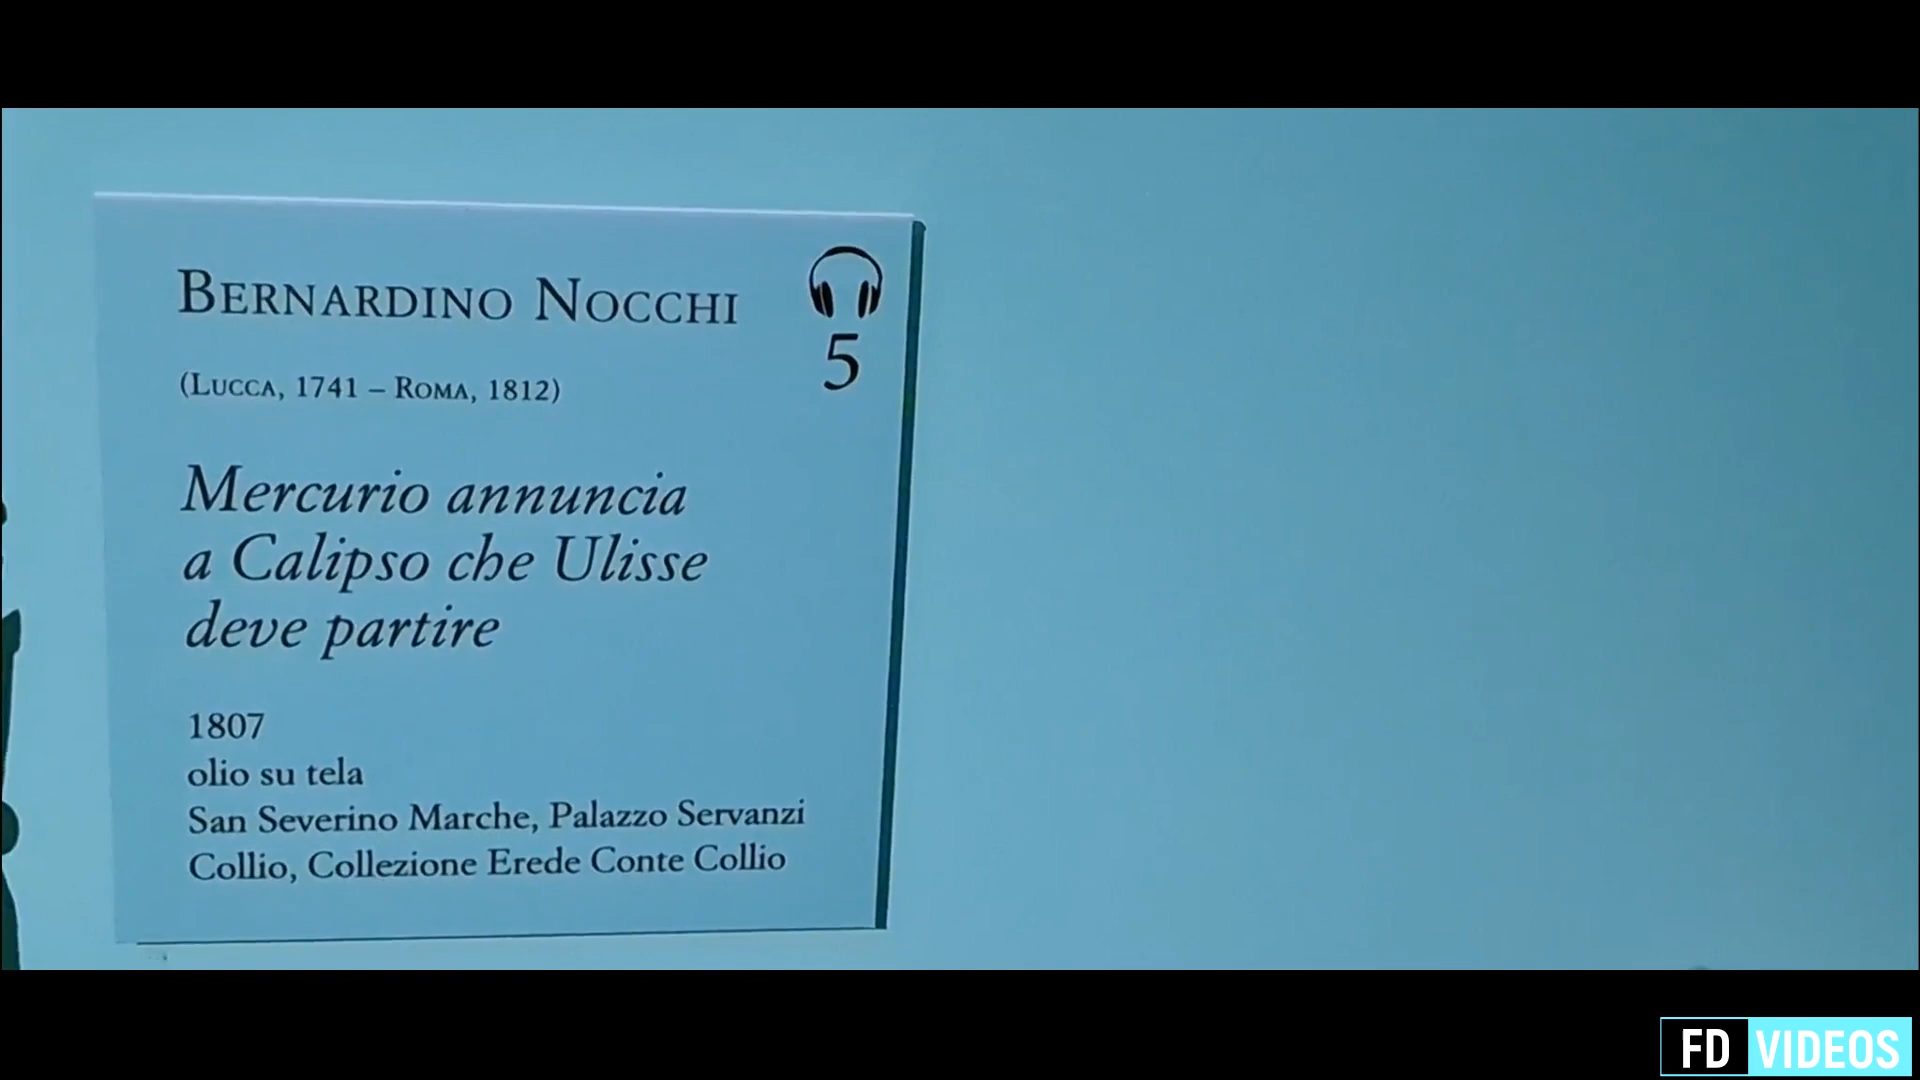 BERNARDINO NOCCHI
5
(LUCCA, 1741 – ROMA, 1812)
Mercurio annuncia
a Calipso che Ulisse
deve partire
1807
olio su tela
San Severino Marche, Palazzo Servanzi
Collio, Collezione Erede Conte Collio
FD VIDEOS